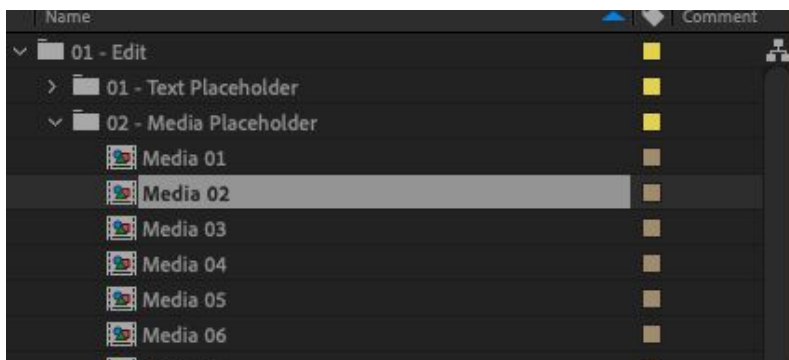 Name Comment
01 - Edit
01 - Text Placeholder
02 - Media Placeholder
Media 01
Media 02
Media 03
Media 04
Media 05
Media 06